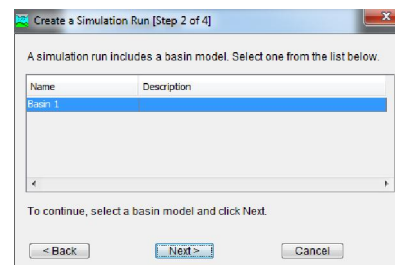 Create a Simulation Run [Step 2 of 4]
A simulation run includes a basin model. Select one from the list below.
Name Description
Basin 1
To continue, select a basin model and click Next.
< Back Next > Cancel